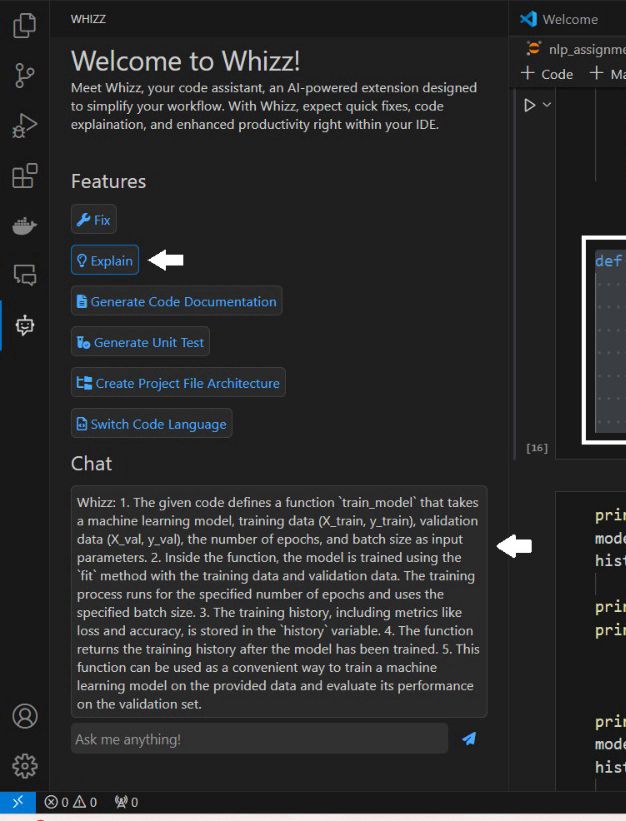 WHIZZ
Welcome to Whizz!
Meet Whizz, your code assistant, an AI-powered extension designed
to simplify your workflow. With Whizz, expect quick fixes, code
explaination, and enhanced productivity right within your IDE.
Features
Fix
Explain
Generate Code Documentation
Generate Unit Test
Create Project File Architecture
Switch Code Language
Chat
Whizz: 1. The given code defines a function `train_model` that takes
a machine learning model, training data (X_train, y_train), validation
data (X_val, y_val), the number of epochs, and batch size as input
parameters. 2. Inside the function, the model is trained using the
`fit` method with the training data and validation data. The training
process runs for the specified number of epochs and uses the
specified batch size. 3. The training history, including metrics like
loss and accuracy, is stored in the `history` variable. 4. The function
returns the training history after the model has been trained. 5. This
function can be used as a convenient way to train a machine
learning model on the provided data and evaluate its performance
on the validation set.
Ask me anything!
0 0 0
Welcome
nlp_assignme
+ Code + Ma
def
[16]
prin
mode
hist
prin
prin
prin
mode
hist